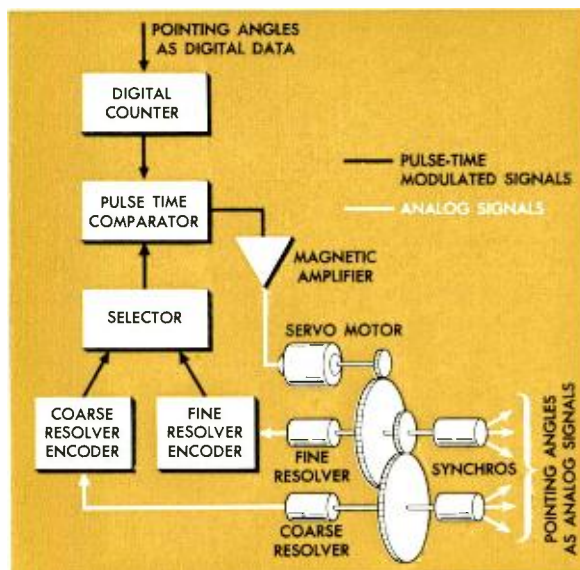 POINTING ANGLES
AS DIGITAL DATA
DIGITAL
COUNTER
PULSE-TIME
MODULATED SIGNALS
ANALOG SIGNALS
PULSE TIME
COMPARATOR
MAGNETIC
AMPLIFIER
SELECTOR
SERVO MOTOR
COARSE
RESOLVER
ENCODER
FINE
RESOLVER
ENCODER
FINE
RESOLVER
SYNCHROS
COARSE
RESOLVER
POINTING ANGLES
AS ANALOG SIGNALS